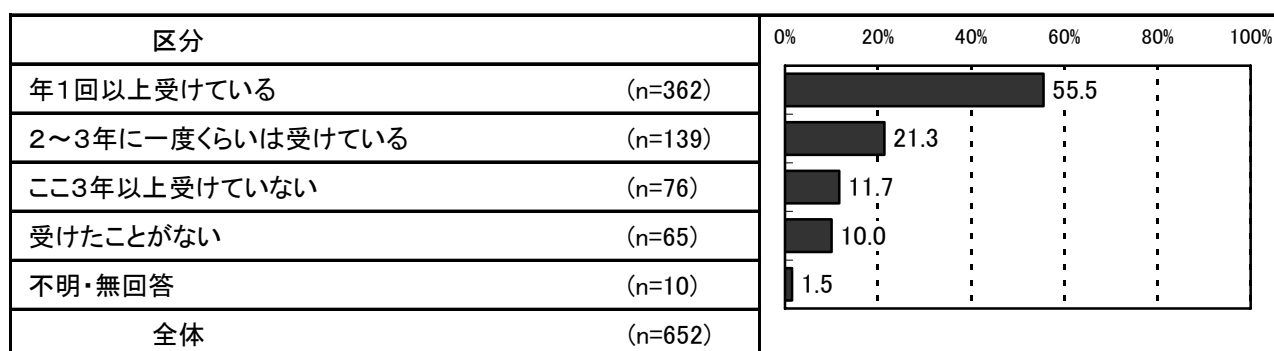 区分 0% 20% 40% 60% 80% 100%
年1回以上受けている (n=362) 55.5
2～3年に一度くらいは受けている (n=139) 21.3
ここ3年以上受けていない (n=76) 11.7
受けたことがない (n=65) 10.0
不明・無回答 (n=10) 1.5
全体 (n=652)